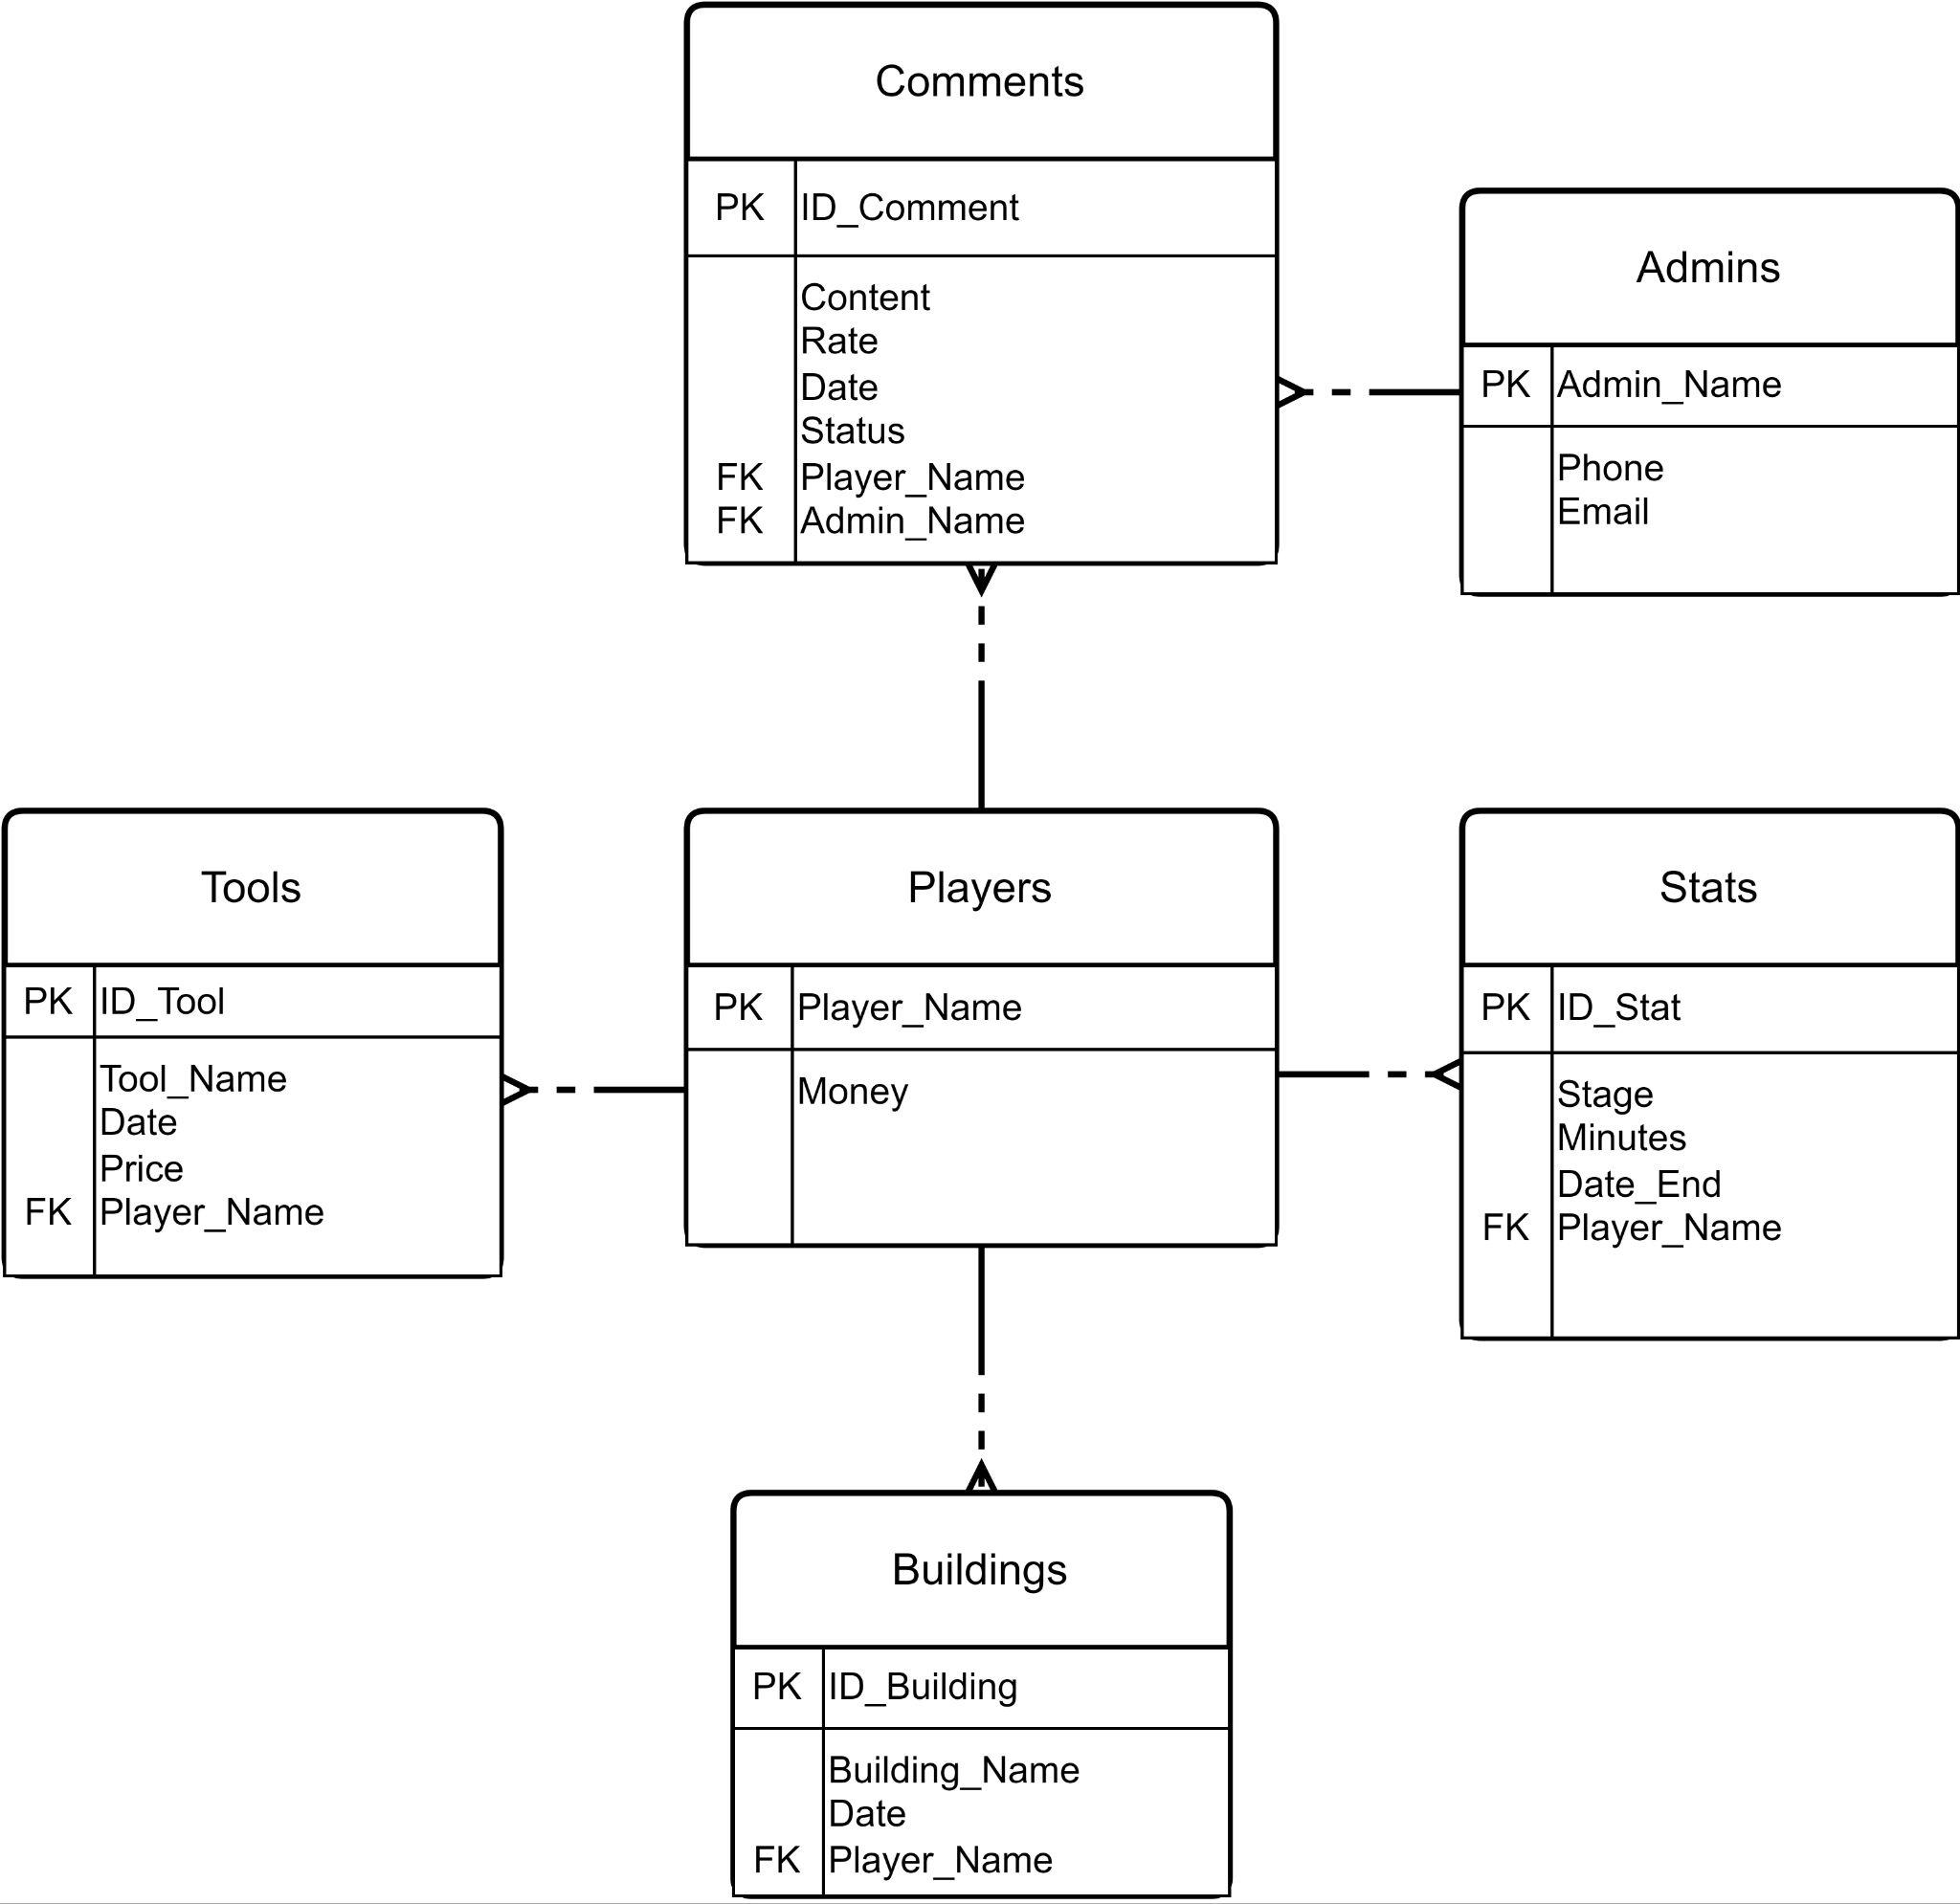 Comments
PK ID_Comment
Content
Rate
Date
Status
FK Player_Name
FK Admin_Name
Admins
PK Admin_Name
Phone
Email
Tools
PK ID_Tool
Tool_Name
Date
Price
FK Player_Name
Players
PK Player_Name
Money
Stats
PK ID_Stat
Stage
Minutes
Date_End
FK Player_Name
Buildings
PK ID_Building
Building_Name
Date
FK Player_Name